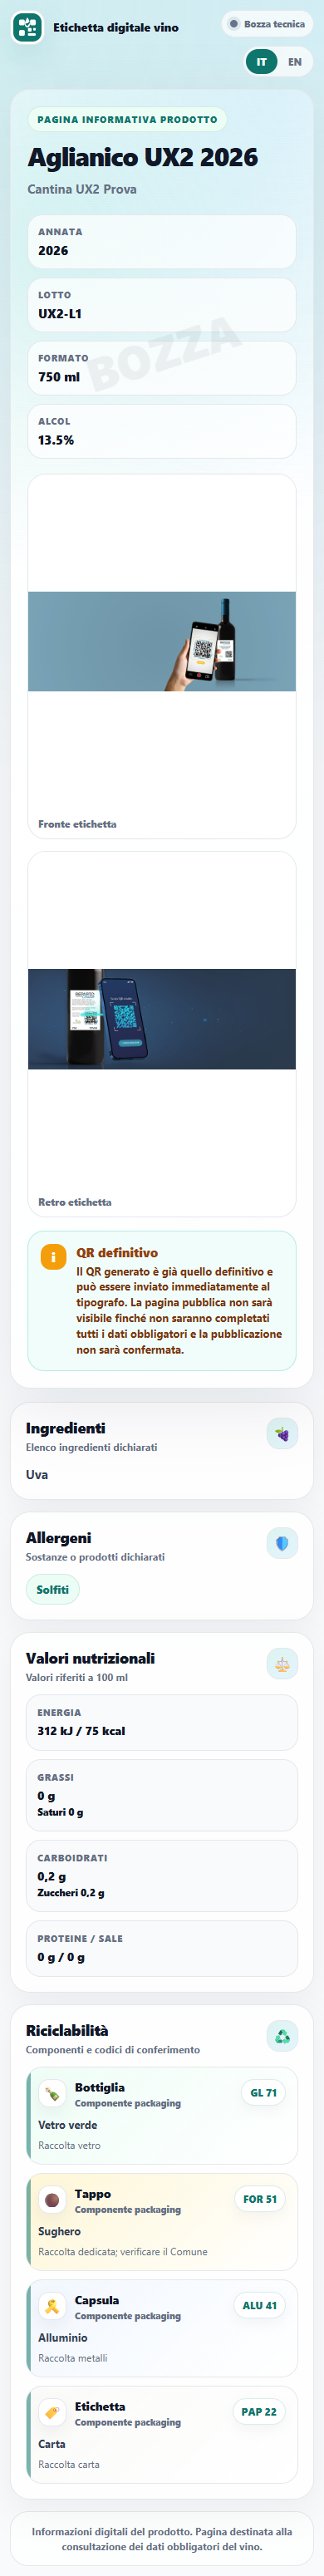 Etichetta digitale vino
Bozza tecnica
IT EN
PAGINA INFORMATIVA PRODOTTO
Aglianico UX2 2026
Cantina UX2 Prova
ANNATA
2026
LOTTO
UX2-L1
BOZZA
FORMATO
750 ml
ALCOL
13.5%
Fronte etichetta
Retro etichetta
i
QR definitivo
Il QR generato è già quello definitivo e
può essere inviato immediatamente al
tipografo. La pagina pubblica non sarà
visibile finché non saranno completati
tutti i dati obbligatori e la pubblicazione
non sarà confermata.
Ingredienti
Elenco ingredienti dichiarati
Uva
Allergeni
Sostanze o prodotti dichiarati
Solfiti
Valori nutrizionali
Valori riferiti a 100 ml
ENERGIA
312 kJ / 75 kcal
GRASSI
0 g
Saturi 0 g
CARBOIDRATI
0,2 g
Zuccheri 0,2 g
PROTEINE / SALE
0 g / 0 g
Riciclabilità
Componenti e codici di conferimento
Bottiglia
Componente packaging
GL 71
Vetro verde
Raccolta vetro
Tappo
Componente packaging
FOR 51
Sughero
Raccolta dedicata; verificare il Comune
Capsula
Componente packaging
ALU 41
Alluminio
Raccolta metalli
Etichetta
Componente packaging
PAP 22
Carta
Raccolta carta
Informazioni digitali del prodotto. Pagina destinata alla
consultazione dei dati obbligatori del vino.